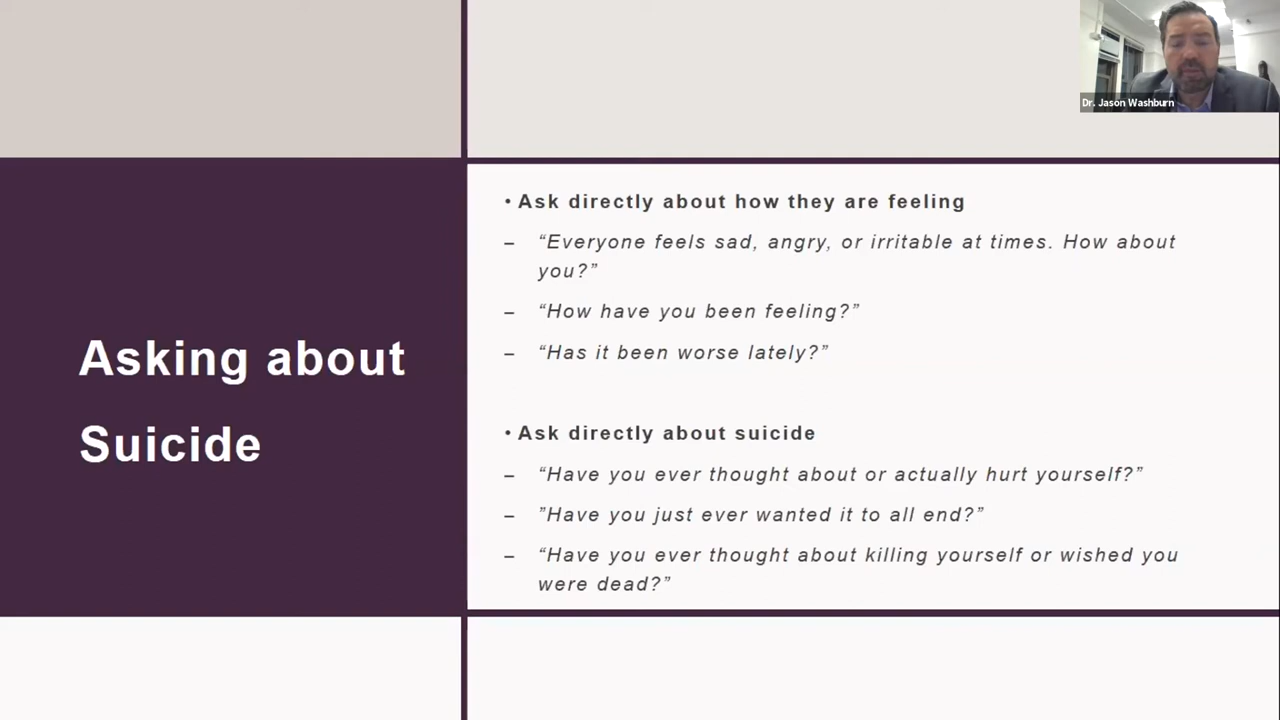 Dr. Jason Washburn
Asking about
Suicide
• Ask directly about how they are feeling
– “Everyone feels sad, angry, or irritable at times. How about
you?”
– “How have you been feeling?”
– “Has it been worse lately?”
• Ask directly about suicide
– “Have you ever thought about or actually hurt yourself?”
– ”Have you just ever wanted it to all end?”
– “Have you ever thought about killing yourself or wished you
were dead?”